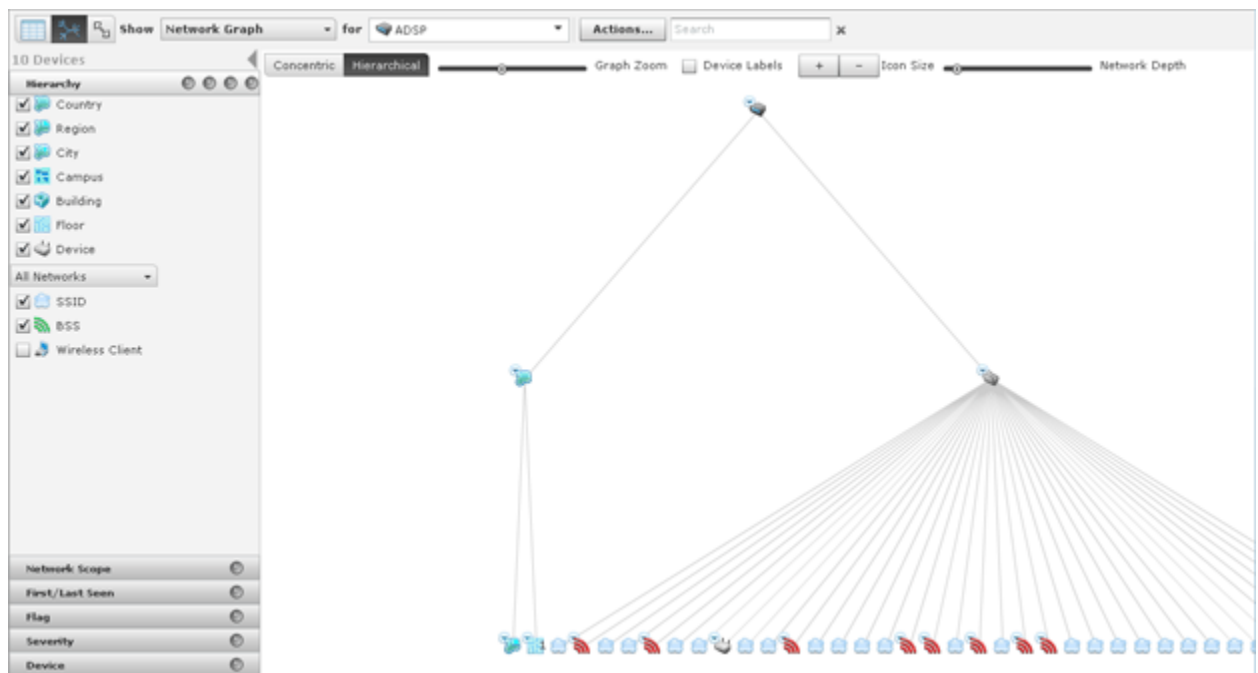 Show Network Graph for ADSP Actions... Search x
10 Devices
Concentric Hierarchical Graph Zoom Device Labels + - Icon Size Network Depth
Hierarchy
Country
Region
City
Campus
Building
Floor
Device
All Networks
SSID
BSS
Wireless Client
Network Scope
First/Last Seen
Flag
Severity
Device